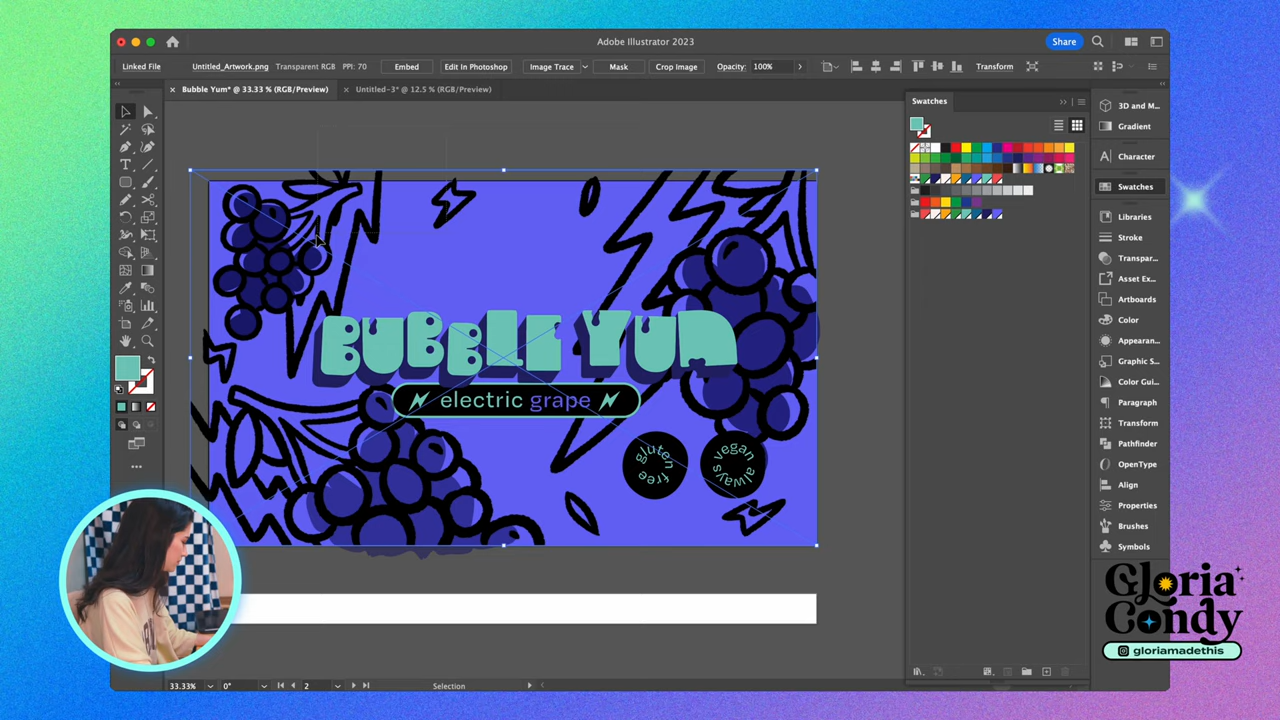 Adobe Illustrator 2023
Share
Linked File
Untitled_Artwork.png
Transparent RGB
PPI: 70
Embed
Edit In Photoshop
Image Trace
Mask
Crop Image
Opacity:
100%
Transform
Bubble Yum* @ 33.33 % (RGB/Preview)
Untitled-3* @ 12.5 % (RGB/Preview)
Swatches
3D and M...
Gradient
Character
Swatches
Libraries
Stroke
Transpar...
Asset Ex...
Artboards
Color
Appearan...
Graphic S...
Color Gui...
Paragraph
Transform
Pathfinder
OpenType
Align
Properties
Brushes
Symbols
BUBBLE YUM
electric grape
gluten free
vegan always
33.33%
0°
2
Selection
Gloria
Condy
gloriamadethis